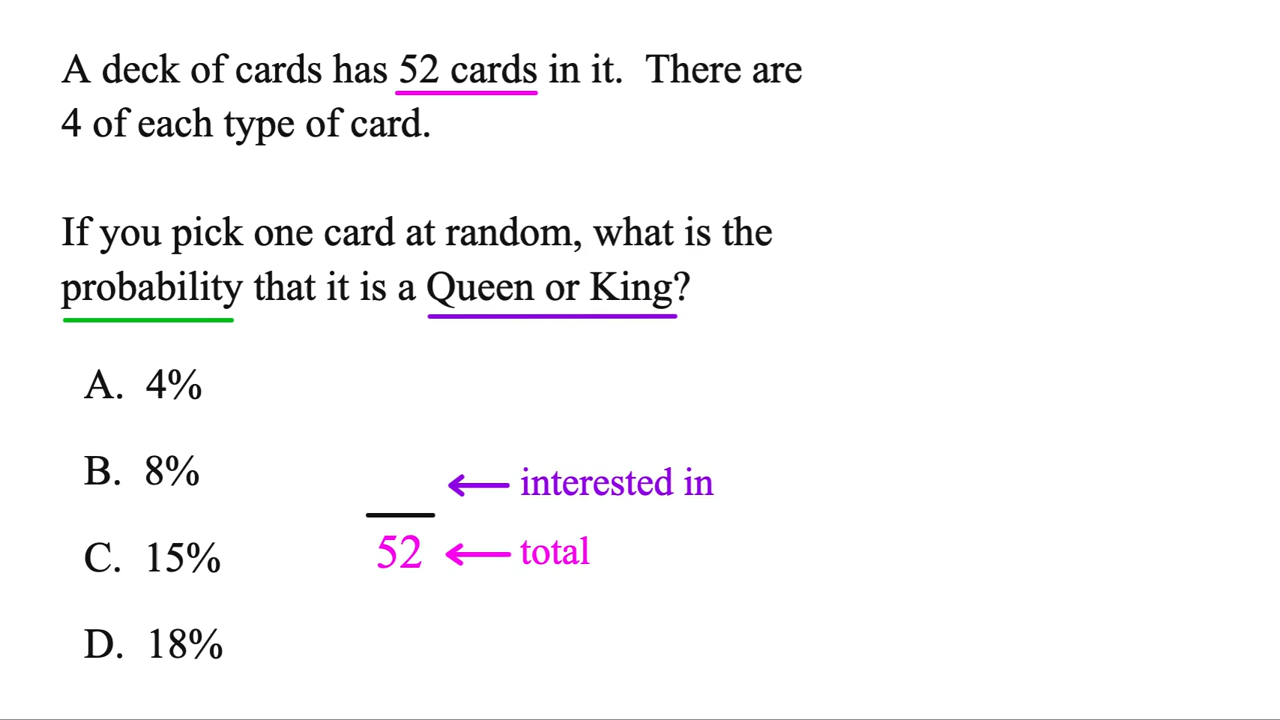 A deck of cards has 52 cards in it. There are
4 of each type of card.
If you pick one card at random, what is the
probability that it is a Queen or King?
A. 4%
B. 8%
interested in
C. 15%
52
total
D. 18%